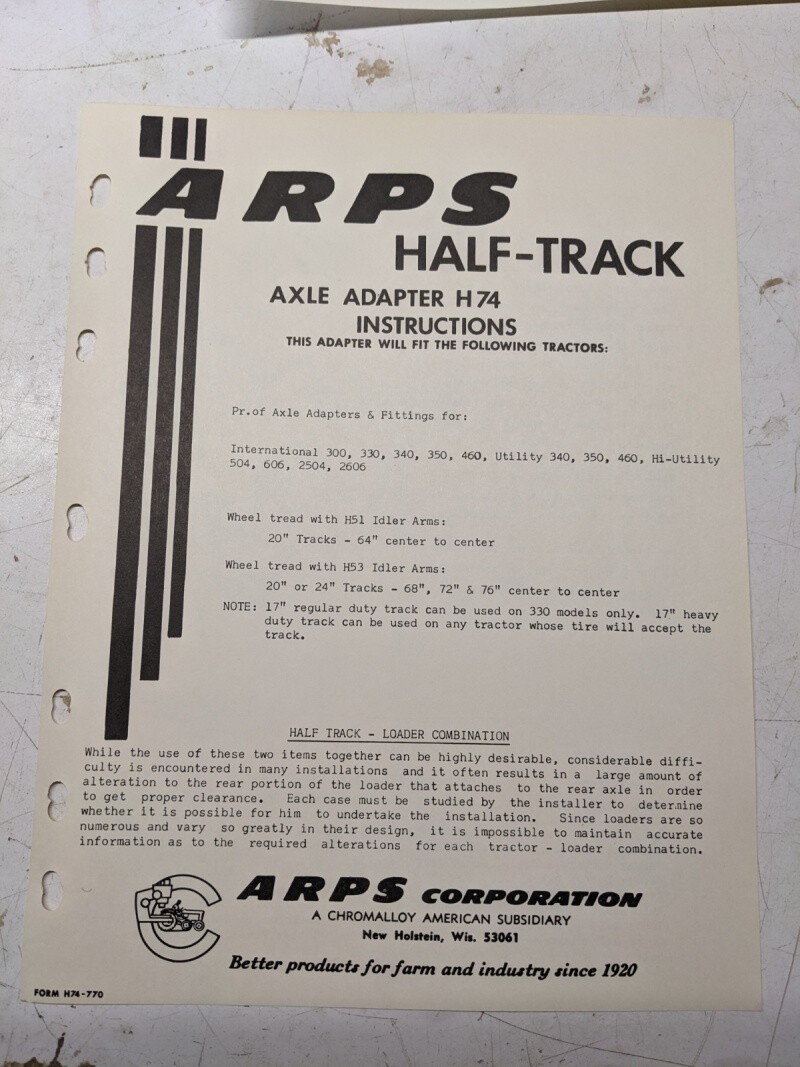 ARPS
HALF-TRACK
AXLE ADAPTER H74
INSTRUCTIONS
THIS ADAPTER WILL FIT THE FOLLOWING TRACTORS:
Pr.of Axle Adapters & Fittings for:
International 300, 330, 340, 350, 460, Utility 340, 350, 460, Hi-Utility
504, 606, 2504, 2606
Wheel tread with H51 Idler Arms:
20" Tracks - 64" center to center
Wheel tread with H53 Idler Arms:
20" or 24" Tracks - 68", 72" & 76" center to center
NOTE: 17" regular duty track can be used on 330 models only. 17" heavy
duty track can be used on any tractor whose tire will accept the
track.
HALF TRACK - LOADER COMBINATION
While the use of these two items together can be highly desirable, considerable diffi-
culty is encountered in many installations and it often results in a large amount of
alteration to the rear portion of the loader that attaches to the rear axle in order
to get proper clearance. Each case must be studied by the installer to determine
whether it is possible for him to undertake the installation. Since loaders are so
numerous and vary so greatly in their design, it is impossible to maintain accurate
information as to the required alterations for each tractor - loader combination.
ARPS CORPORATION
A CHROMALLOY AMERICAN SUBSIDIARY
New Holstein, Wis. 53061
Better products for farm and industry since 1920
FORM H74-770